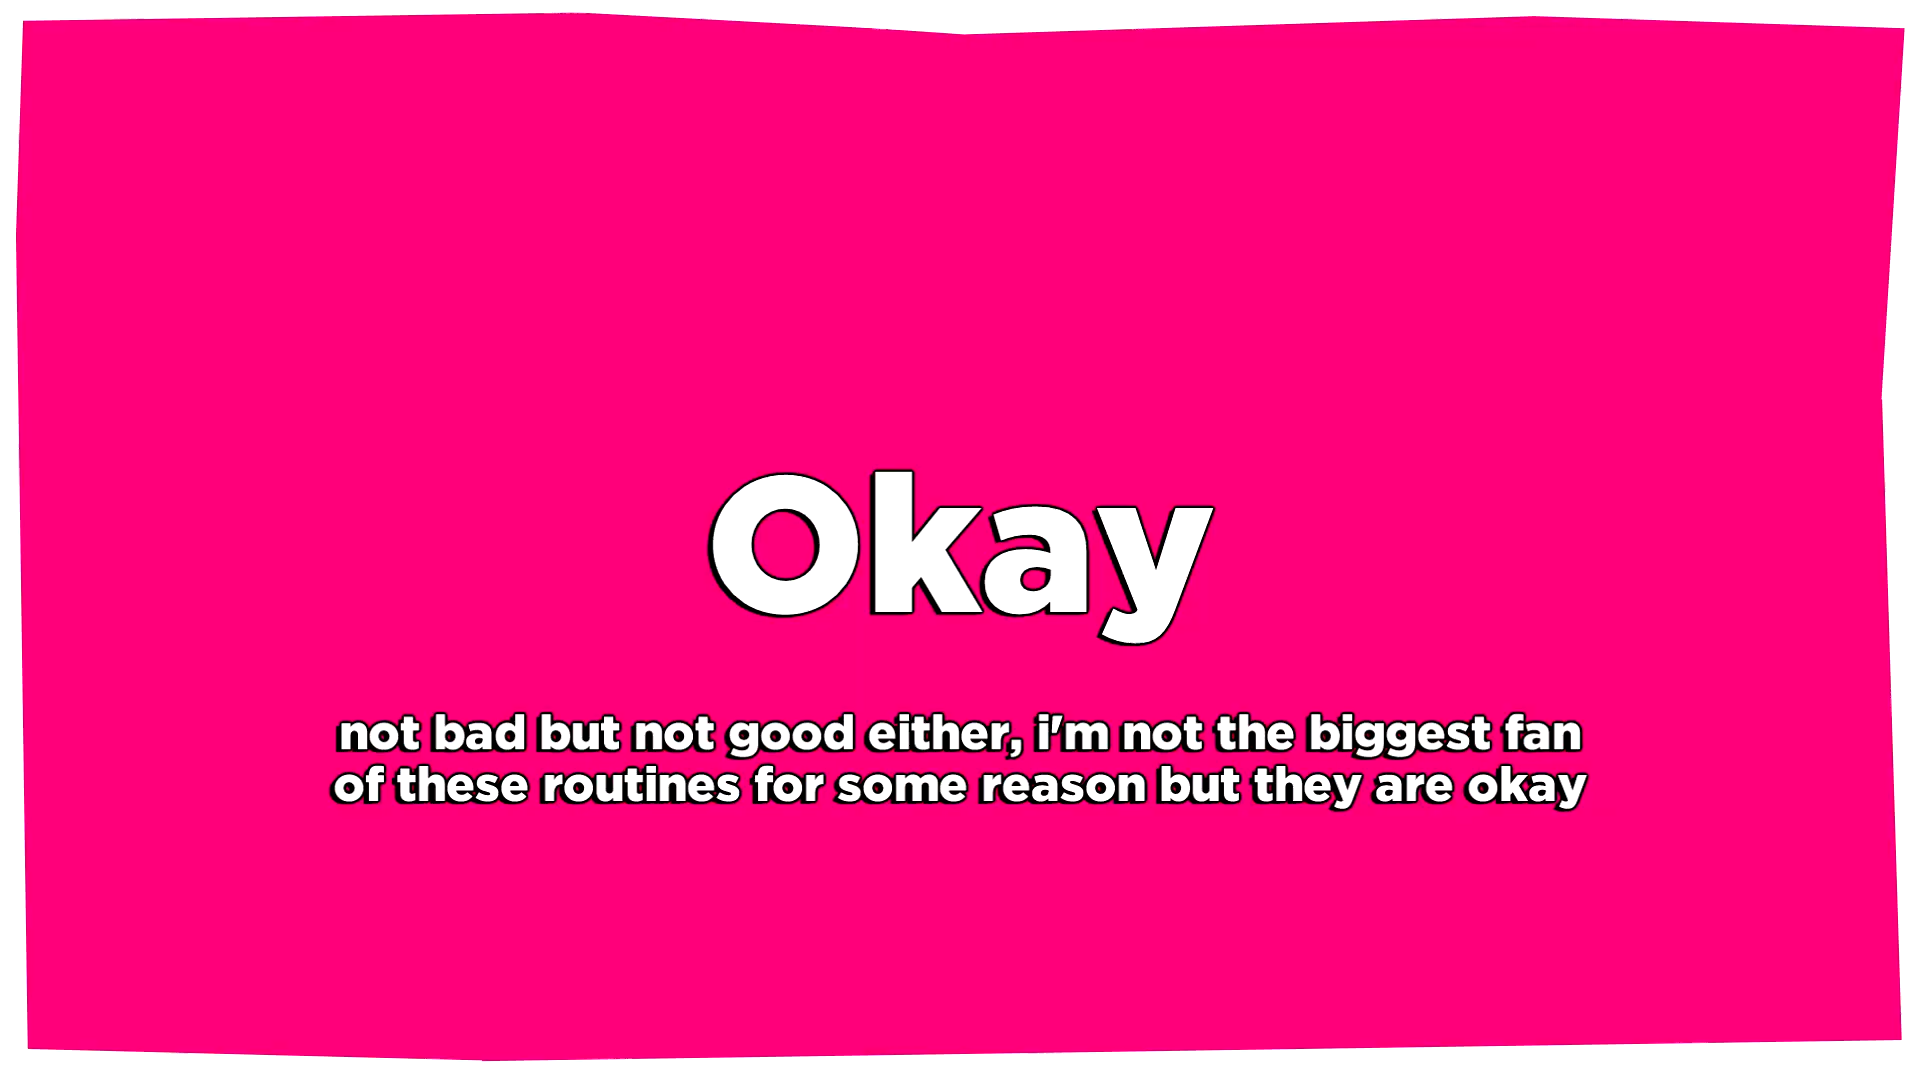 Okay
not bad but not good either, i'm not the biggest fan
of these routines for some reason but they are okay